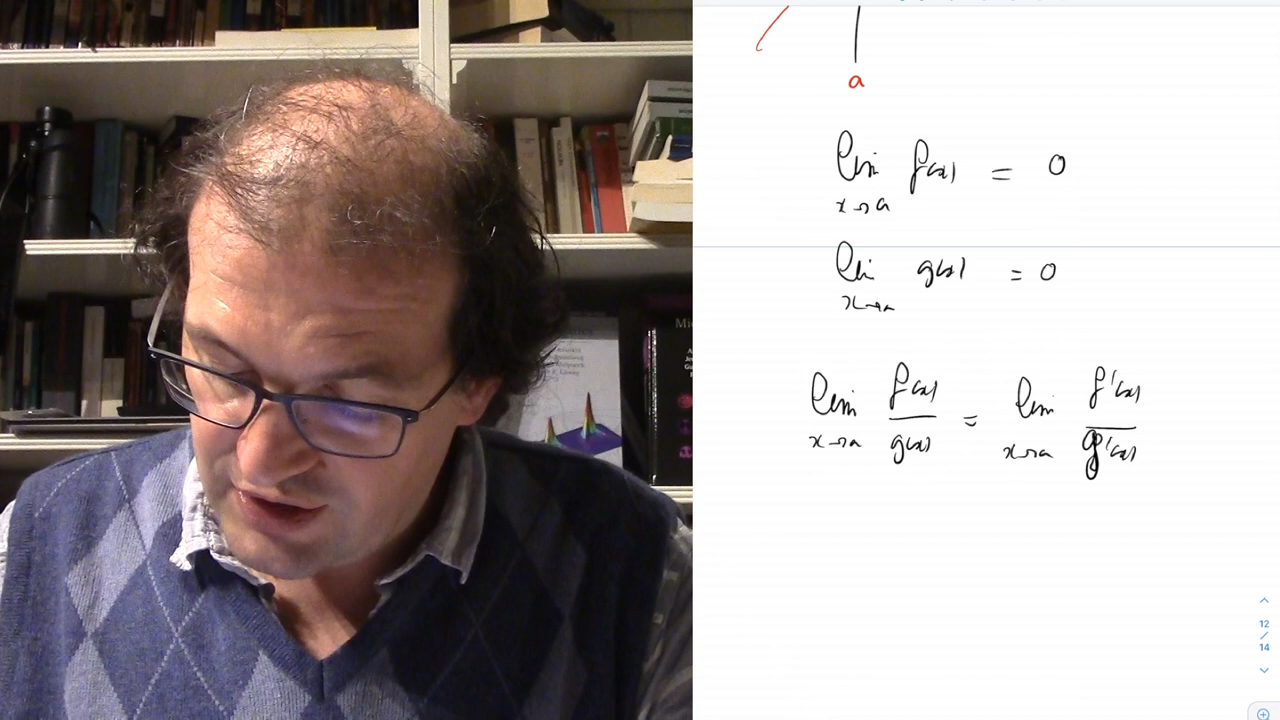 a
lim f(x) = 0
x→a
lim g(x) = 0
x→a
lim f(x)/g(x) = lim f'(x)/g'(x)
x→a x→a
12
/
14